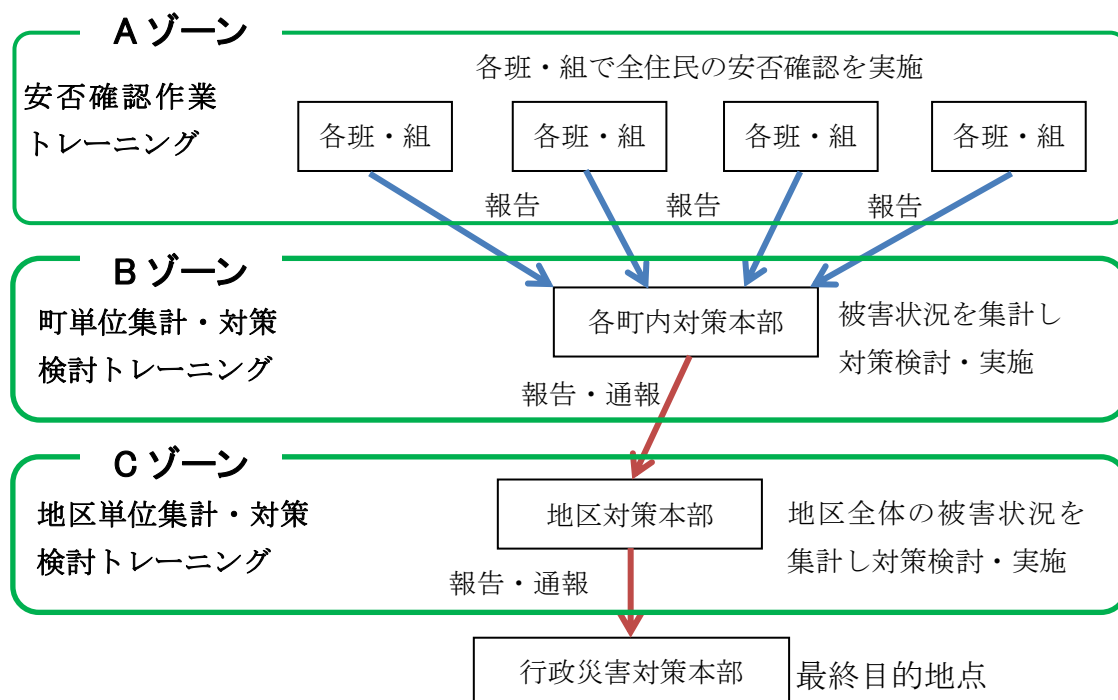 Aゾーン
安否確認作業
トレーニング
各班・組で全住民の安否確認を実施
各班・組
各班・組
各班・組
各班・組
報告
報告
報告
Bゾーン
町単位集計・対策
検討トレーニング
各町内対策本部
被害状況を集計し
対策検討・実施
報告・通報
Cゾーン
地区単位集計・対策
検討トレーニング
地区対策本部
地区全体の被害状況を
集計し対策検討・実施
報告・通報
行政災害対策本部
最終目的地点